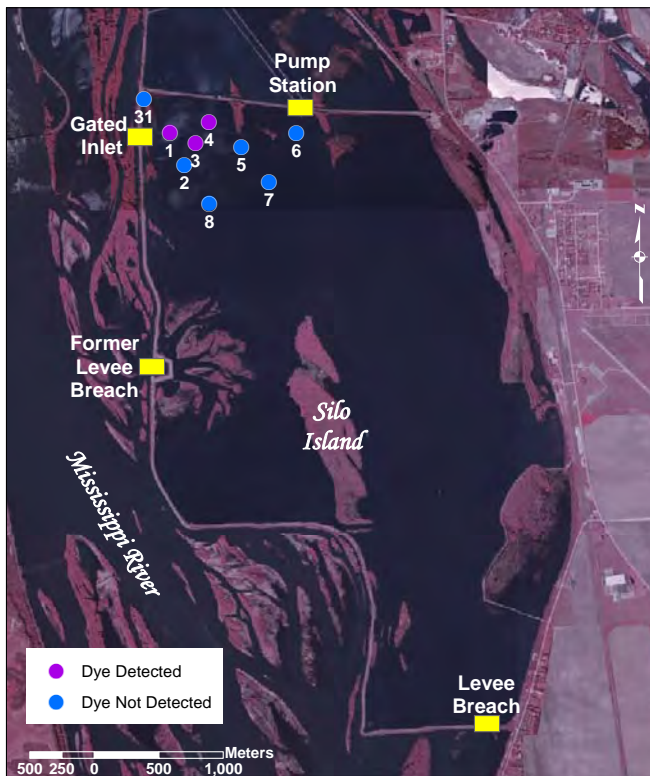 Pump
Station
31
Gated
Inlet
4
1
3
5
6
2
7
8
N
Former
Levee
Breach
Silo
Island
Mississippi River
Dye Detected
Dye Not Detected
Levee
Breach
Meters
500 250 0 500 1,000